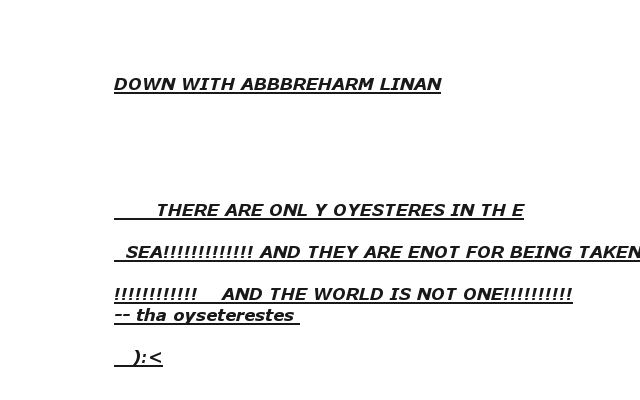 DOWN WITH ABBBREHARM LINAN
THERE ARE ONL Y OYESTERES IN TH E
SEA!!!!!!!!!!!!! AND THEY ARE ENOT FOR BEING TAKEN
!!!!!!!!!!!! AND THE WORLD IS NOT ONE!!!!!!!!!!
-- tha oyseterestes
):<